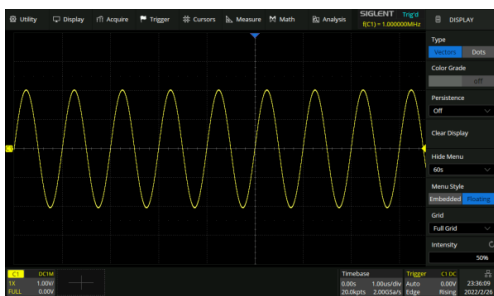 Utility Display Acquire Trigger Cursors Measure Math Analysis
SIGLENT Trig'd
f(C1) = 1.000000MHz
DISPLAY
Type
Vectors Dots
Color Grade
off
Persistence
Off
Clear Display
Hide Menu
60s
Menu Style
Embedded Floating
Grid
Full Grid
Intensity
50%
C1
C1 DC1M
1X 1.00V/
FULL 0.00V
Timebase
0.00s 1.00us/div
20.0kpts 2.00GSa/s
Trigger C1 DC
Auto 0.00V
Edge Rising
23:36:09
2022/2/26